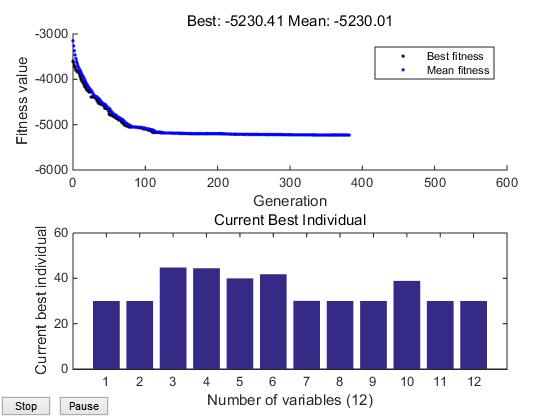 Best: -5230.41 Mean: -5230.01
-3000
-4000
-5000
-6000
Fitness value
Best fitness
Mean fitness
0 100 200 300 400 500 600
Generation
Current Best Individual
60
40
20
0
Current best individual
1 2 3 4 5 6 7 8 9 10 11 12
Number of variables (12)
Stop Pause